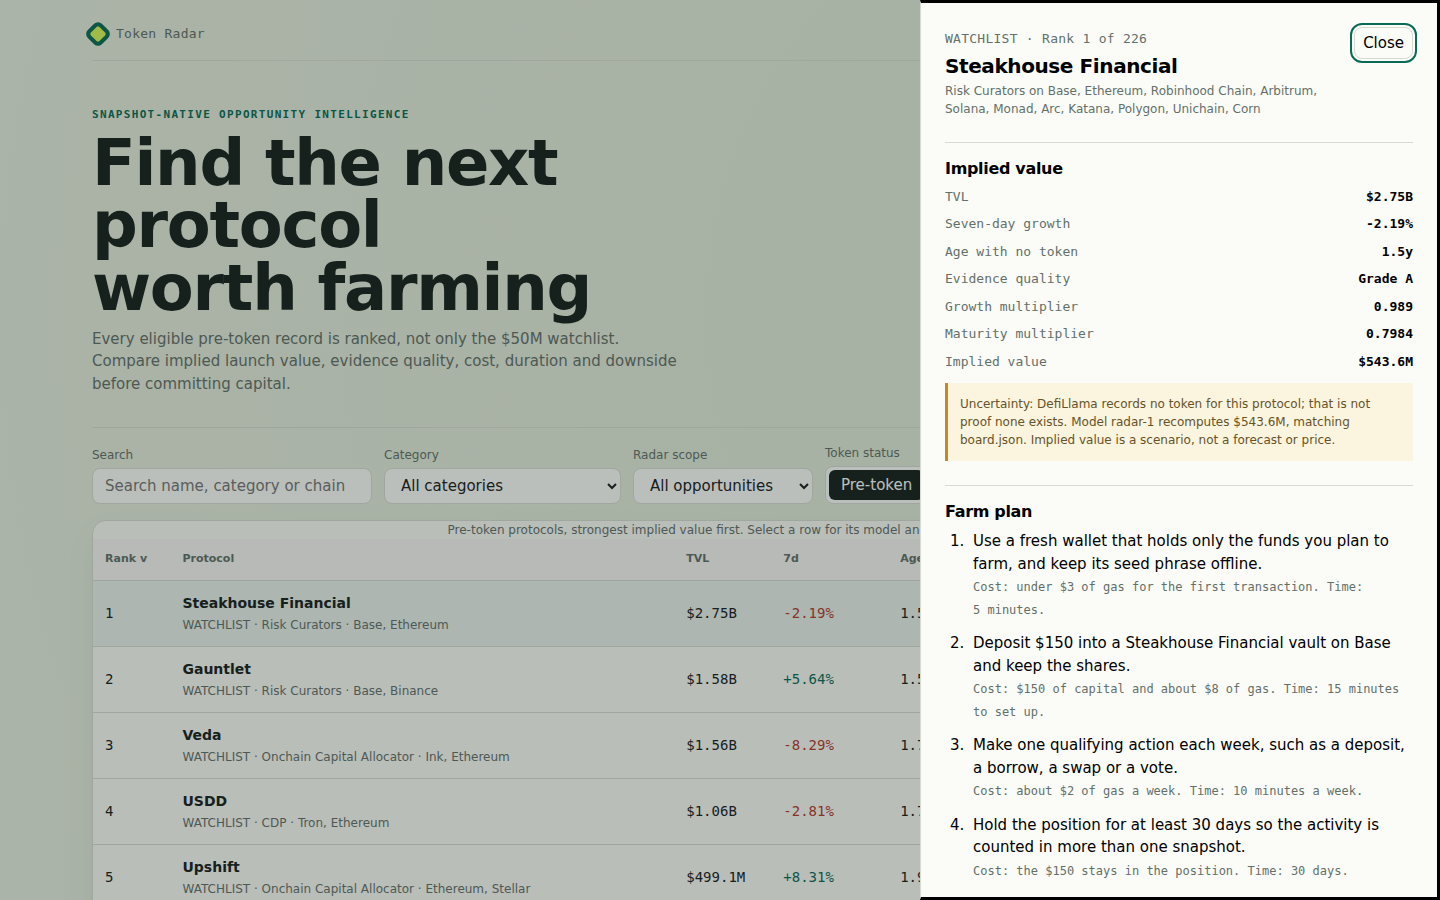 Token Radar
SNAPSHOT-NATIVE OPPORTUNITY INTELLIGENCE
Find the next
protocol
worth farming
Every eligible pre-token record is ranked, not only the $50M watchlist.
Compare implied launch value, evidence quality, cost, duration and downside
before committing capital.
Search
Category
Radar scope
Token status
Search name, category or chain
All categories
All opportunities
Pre-token
Pre-token protocols, strongest implied value first. Select a row for its model an
Rank v Protocol TVL 7d Age
1 Steakhouse Financial $2.75B -2.19% 1.5
WATCHLIST · Risk Curators · Base, Ethereum
2 Gauntlet $1.58B +5.64% 1.5
WATCHLIST · Risk Curators · Base, Binance
3 Veda $1.56B -8.29% 1.7
WATCHLIST · Onchain Capital Allocator · Ink, Ethereum
4 USDD $1.06B -2.81% 1.7
WATCHLIST · CDP · Tron, Ethereum
5 Upshift $499.1M +8.31% 1.9
WATCHLIST · Onchain Capital Allocator · Ethereum, Stellar
WATCHLIST · Rank 1 of 226
Close
Steakhouse Financial
Risk Curators on Base, Ethereum, Robinhood Chain, Arbitrum,
Solana, Monad, Arc, Katana, Polygon, Unichain, Corn
Implied value
TVL $2.75B
Seven-day growth -2.19%
Age with no token 1.5y
Evidence quality Grade A
Growth multiplier 0.989
Maturity multiplier 0.7984
Implied value $543.6M
Uncertainty: DefiLlama records no token for this protocol; that is not
proof none exists. Model radar-1 recomputes $543.6M, matching
board.json. Implied value is a scenario, not a forecast or price.
Farm plan
1. Use a fresh wallet that holds only the funds you plan to
farm, and keep its seed phrase offline.
Cost: under $3 of gas for the first transaction. Time:
5 minutes.
2. Deposit $150 into a Steakhouse Financial vault on Base
and keep the shares.
Cost: $150 of capital and about $8 of gas. Time: 15 minutes
to set up.
3. Make one qualifying action each week, such as a deposit,
a borrow, a swap or a vote.
Cost: about $2 of gas a week. Time: 10 minutes a week.
4. Hold the position for at least 30 days so the activity is
counted in more than one snapshot.
Cost: the $150 stays in the position. Time: 30 days.